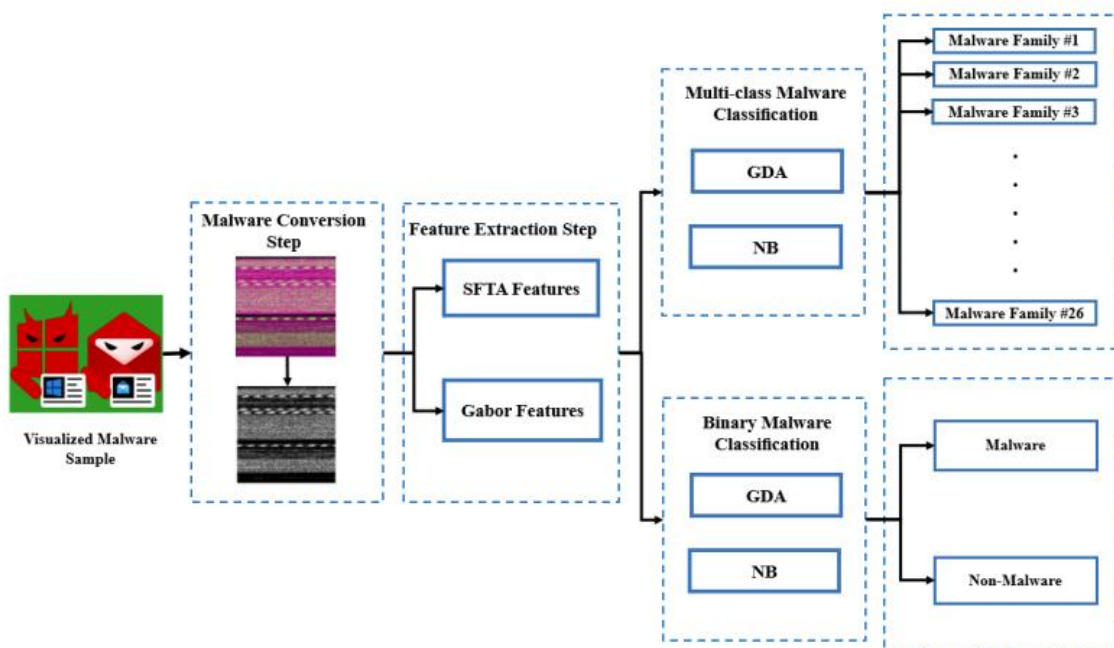 Visualized Malware
Sample
Malware Conversion
Step
Feature Extraction Step
SFTA Features
Gabor Features
Multi-class Malware
Classification
GDA
NB
Malware Family #1
Malware Family #2
Malware Family #3
Malware Family #26
Binary Malware
Classification
GDA
NB
Malware
Non-Malware